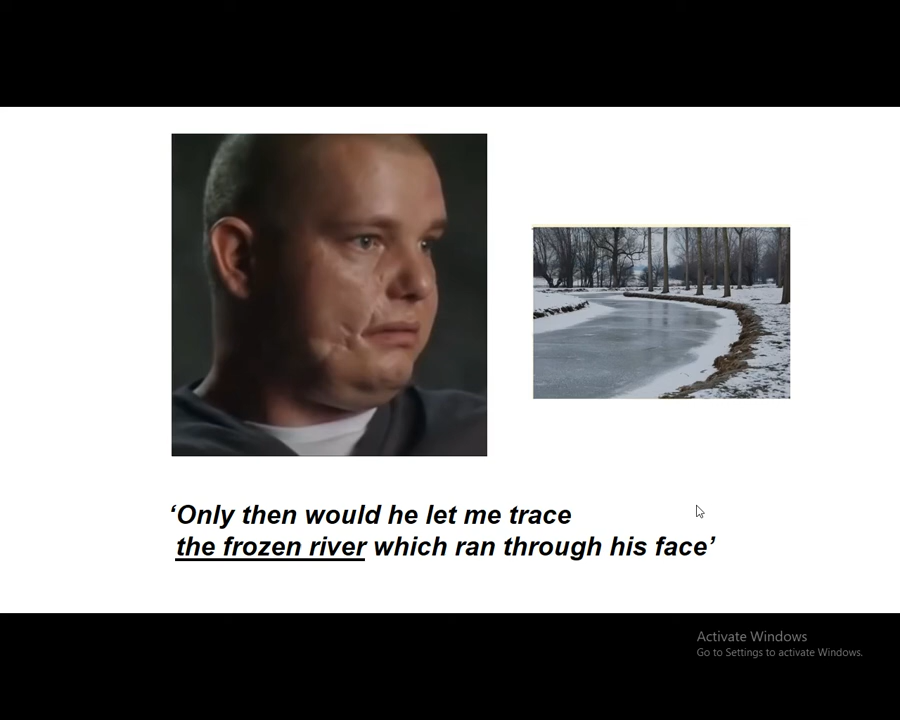 ‘Only then would he let me trace
the frozen river which ran through his face’
Activate Windows
Go to Settings to activate Windows.